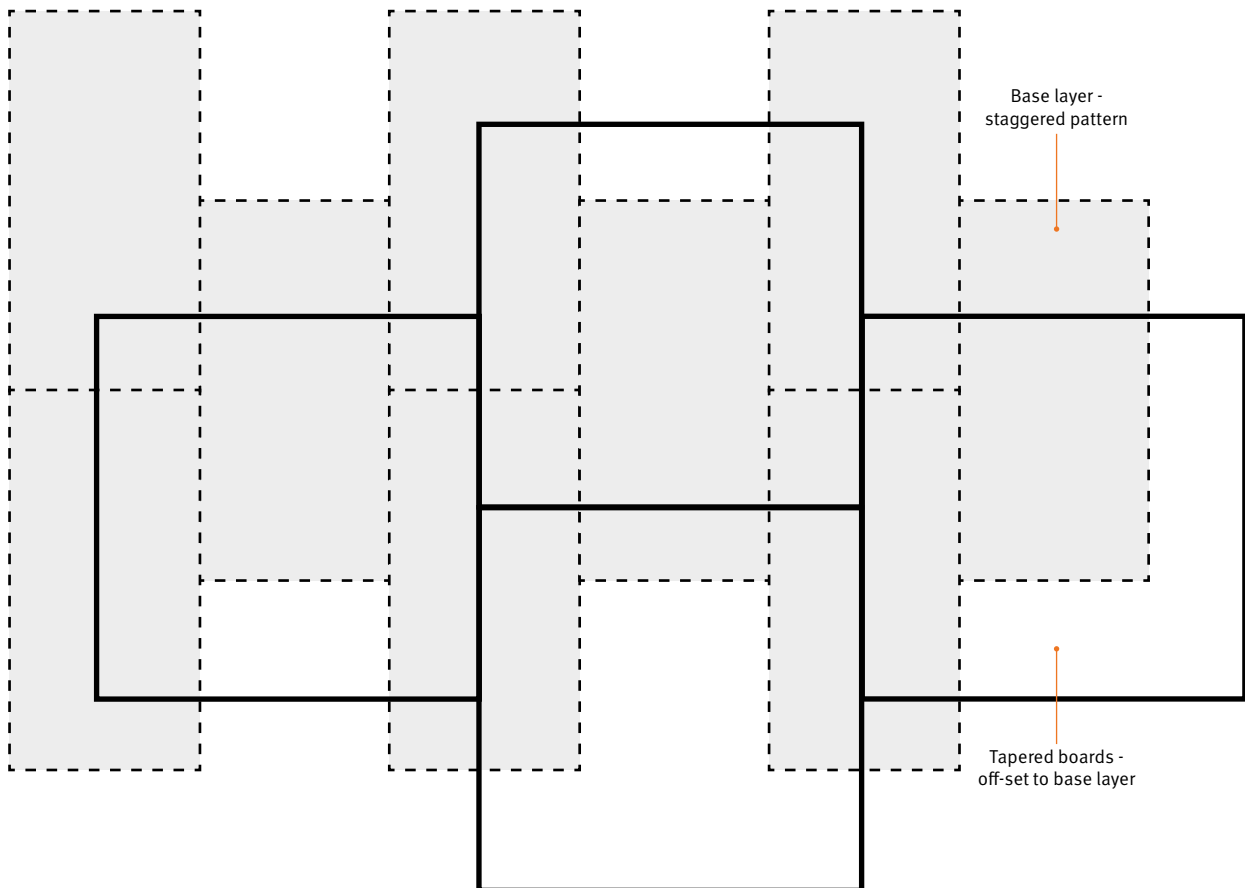 Base layer -
staggered pattern
Tapered boards -
off-set to base layer